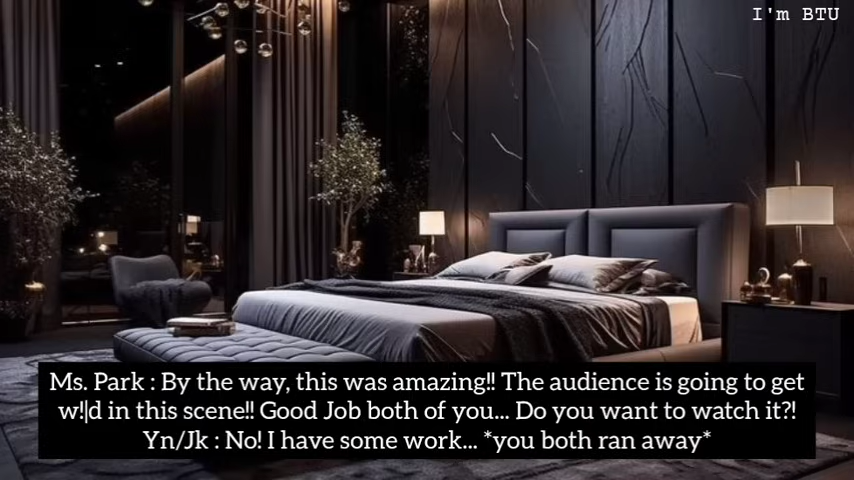 I'm BTU
Ms. Park : By the way, this was amazing!! The audience is going to get
w!|d in this scene!! Good Job both of you... Do you want to watch it?!
Yn/Jk : No! I have some work... *you both ran away*